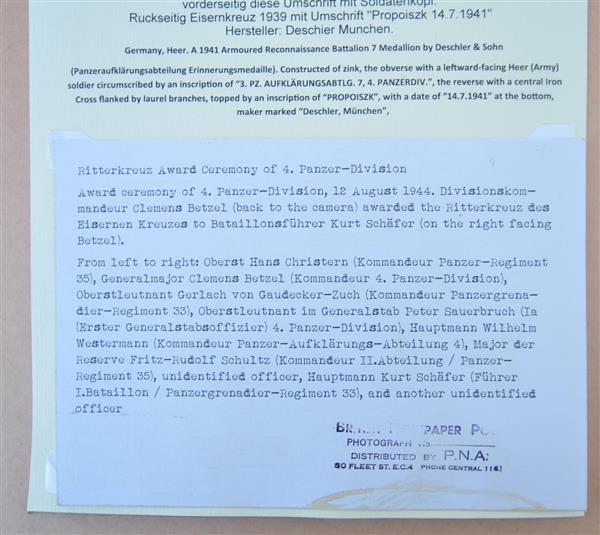 vorderseitig diese Umschrift mit Soldatenkopf.
Ruckseitig Eisernkreuz 1939 mit Umschrift "Propoiszk 14.7.1941"
Hersteller: Deschier Munchen.
Germany, Heer. A 1941 Armoured Reconnaissance Battalion 7 Medallion by Deschler & Sohn
(Panzeraufklärungsabteilung Erinnerungsmedaille). Constructed of zink, the obverse with a leftward-facing Heer (Army)
soldier circumscribed by an inscription of "3. PZ. AUFKLÄRUNGSABTLG. 7, 4. PANZERDIV.", the reverse with a central Iron
Cross flanked by laurel branches, topped by an inscription of "PROPOISZK", with a date of "14.7.1941" at the bottom,
maker marked "Deschler, München",
Ritterkreuz Award Ceremony of 4. Panzer-Division
Award ceremony of 4. Panzer-Division, 12 August 1944. Divisionskom-
mandeur Clemens Betzel (back to the camera) awarded the Ritterkreuz des
Eisernen Kreuzes to Bataillonsführer Kurt Schäfer (on the right facing
Betzel).
From left to right: Oberst Hans Christern (Kommandeur Panzer-Regiment
35), Generalmajor Clemens Betzel (Kommandeur 4. Panzer-Division),
Oberstleutnant Gerlach von Gaudecker-Zuch (Kommandeur Panzergrena-
dier-Regiment 33), Oberstleutnant im Generalstab Peter Sauerbruch (Ia
(Erster Generalstabsoffizier) 4. Panzer-Division), Hauptmann Wilhelm
Westermann (Kommandeur Panzer-Aufklärungs-Abteilung 4), Major der
Reserve Fritz-Rudolf Schultz (Kommandeur II.Abteilung / Panzer-
Regiment 35), unidentified officer, Hauptmann Kurt Schäfer (Führer
I.Bataillon / Panzergrenadier-Regiment 33), and another unidentified
officer
PHOTOGRAPH No.
DISTRIBUTED BY P.N.A:
30 FLEET ST. E.C.4 PHONE CENTRAL